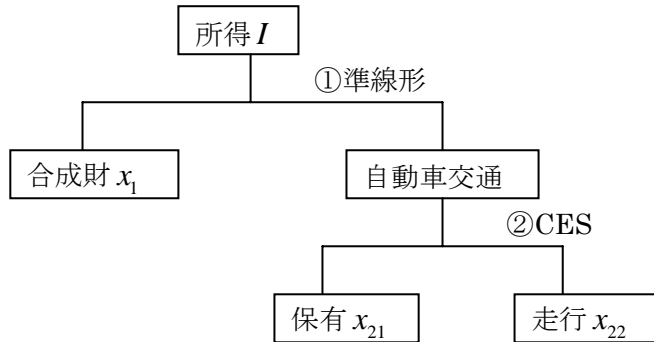 所得 I
①準線形
合成財 x₁
自動車交通
②CES
保有 x₂₁
走行 x₂₂